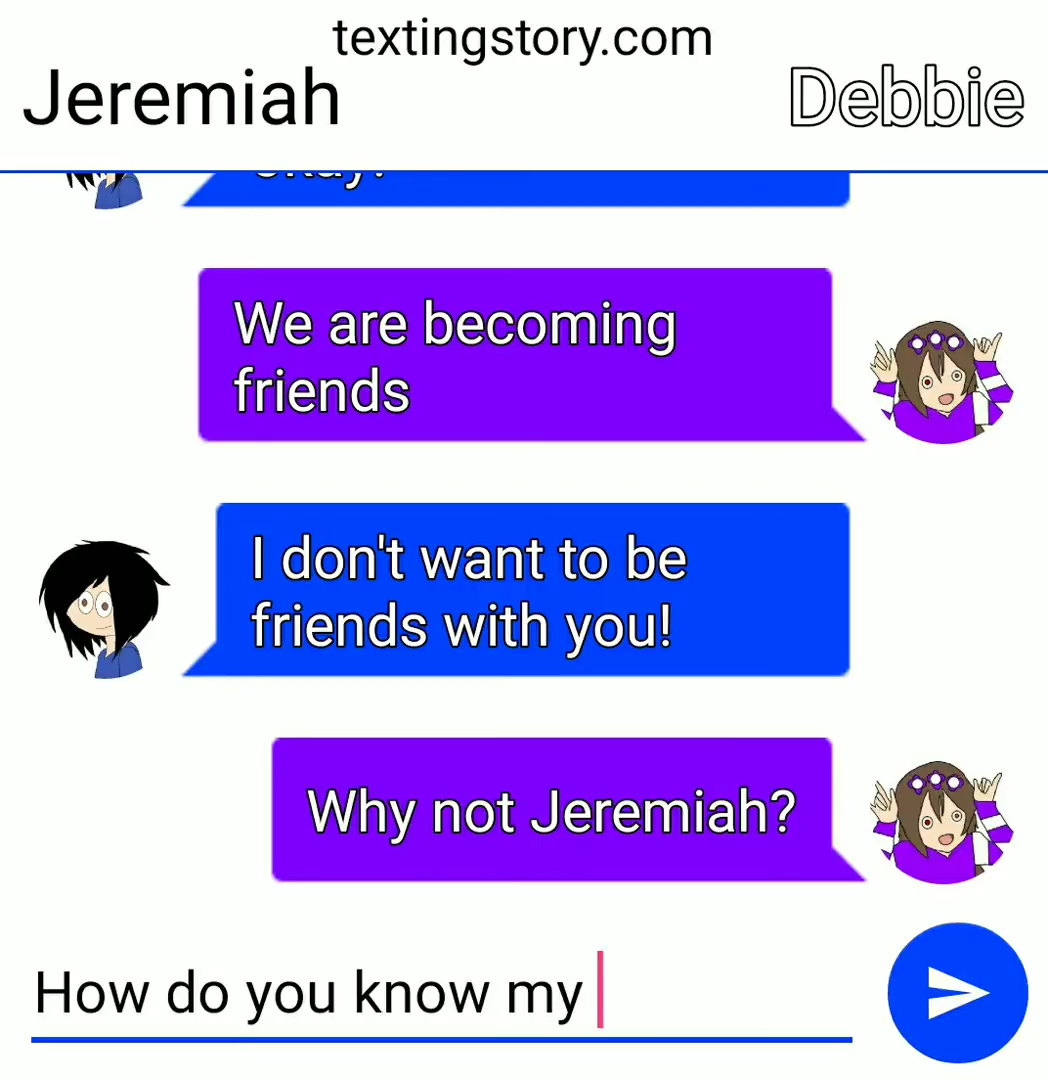 textingstory.com
Jeremiah Debbie
We are becoming
friends
I don't want to be
friends with you!
Why not Jeremiah?
How do you know my